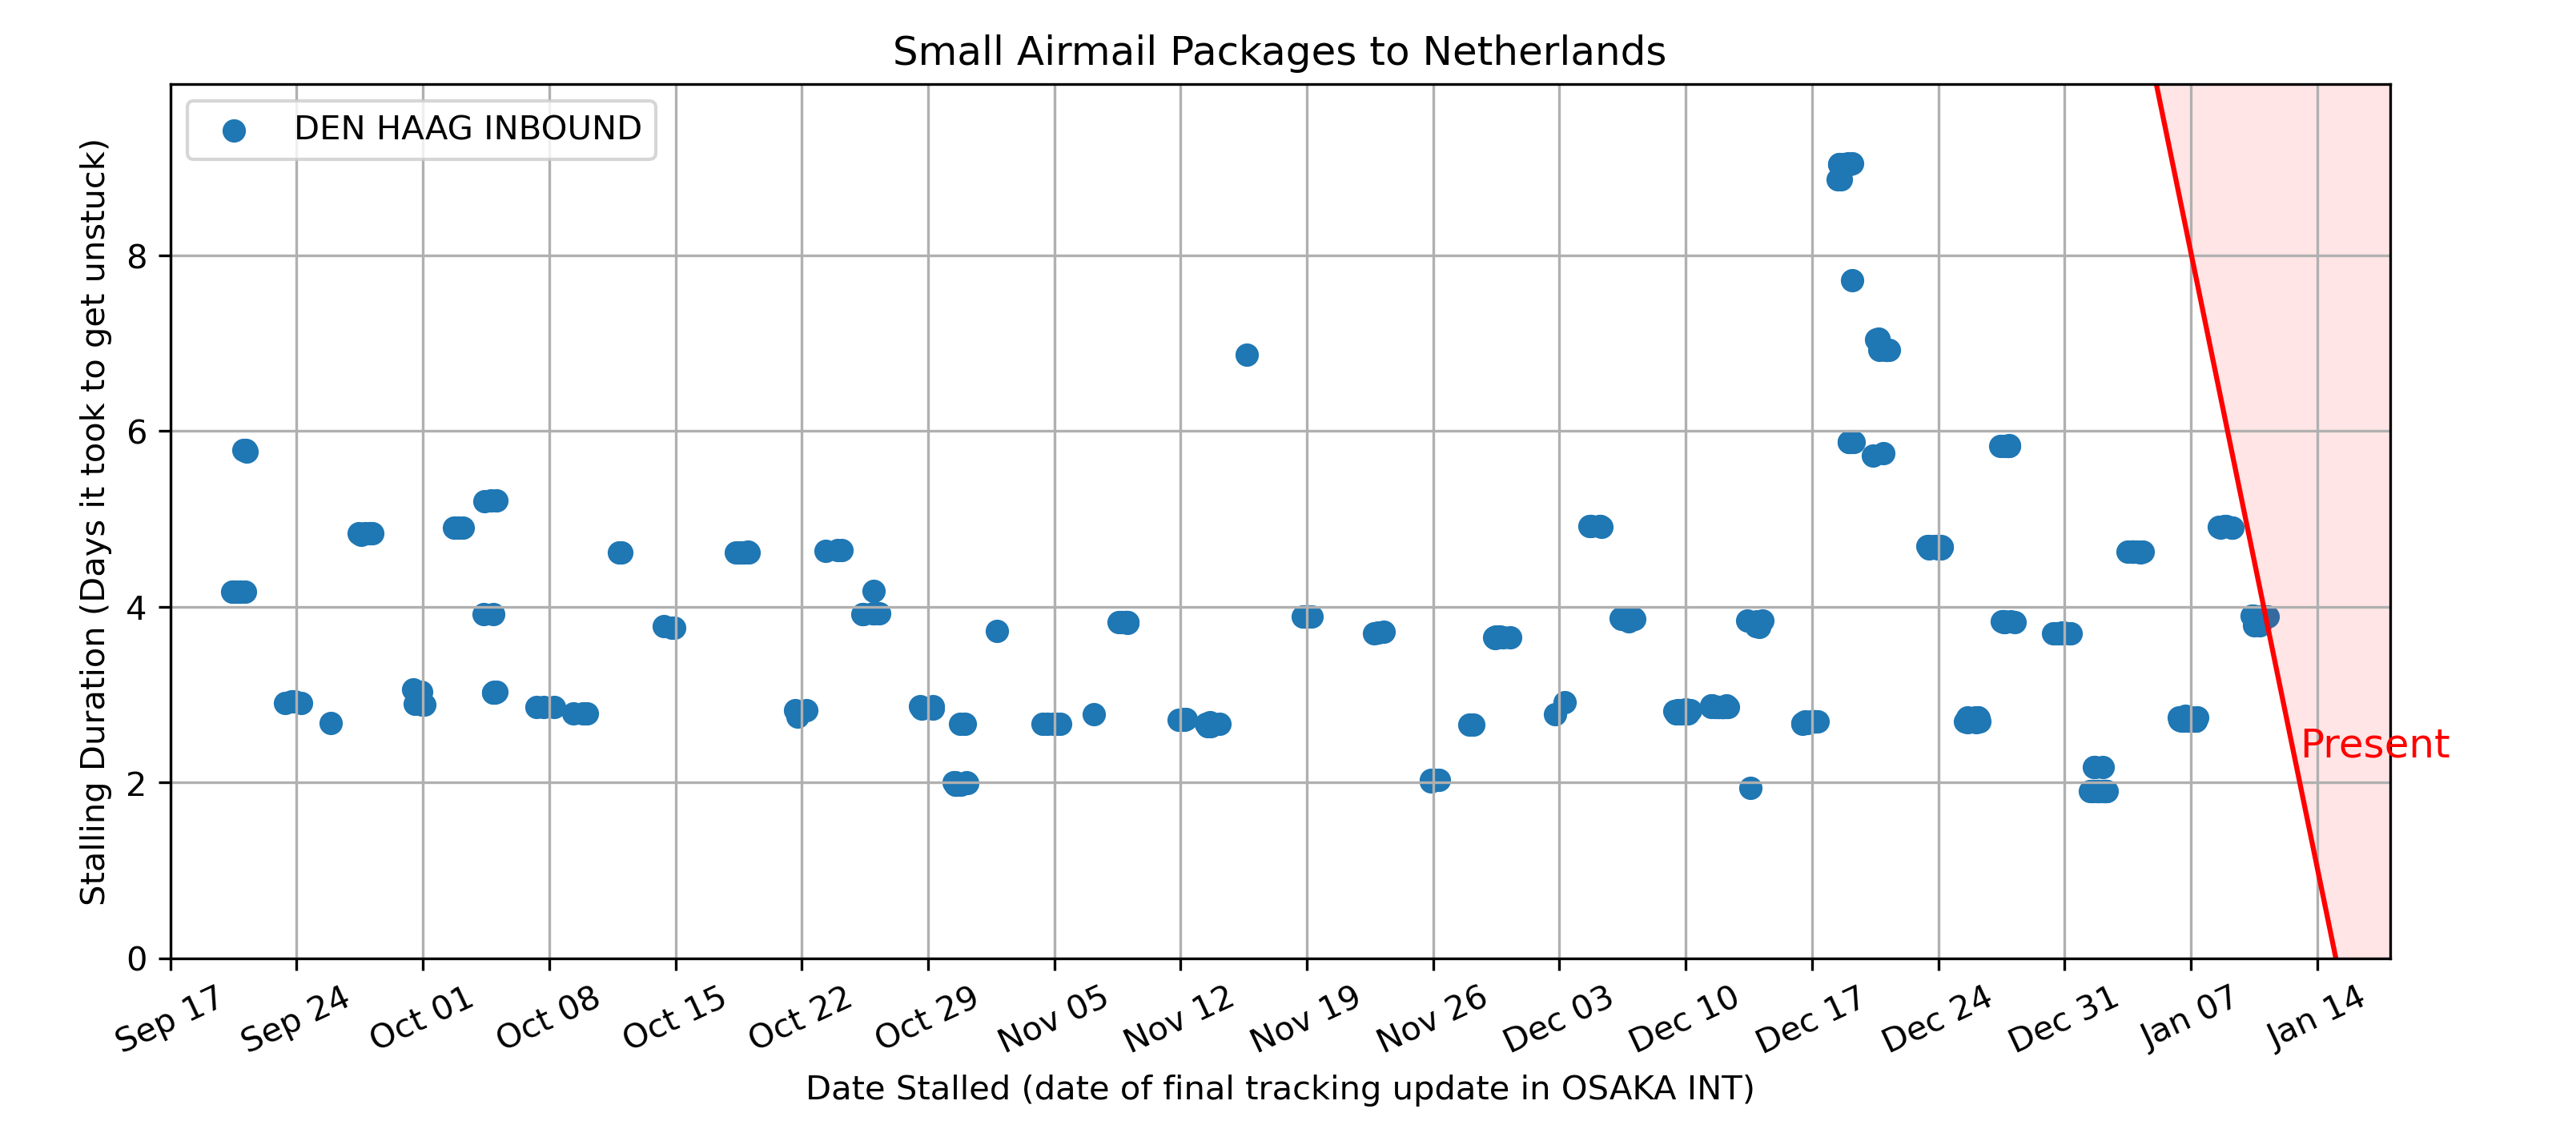 Small Airmail Packages to Netherlands
DEN HAAG INBOUND
Stalling Duration (Days it took to get unstuck)
8
6
4
2
0
Present
Sep 17 Sep 24 Oct 01 Oct 08 Oct 15 Oct 22 Oct 29 Nov 05 Nov 12 Nov 19 Nov 26 Dec 03 Dec 10 Dec 17 Dec 24 Dec 31 Jan 07 Jan 14
Date Stalled (date of final tracking update in OSAKA INT)